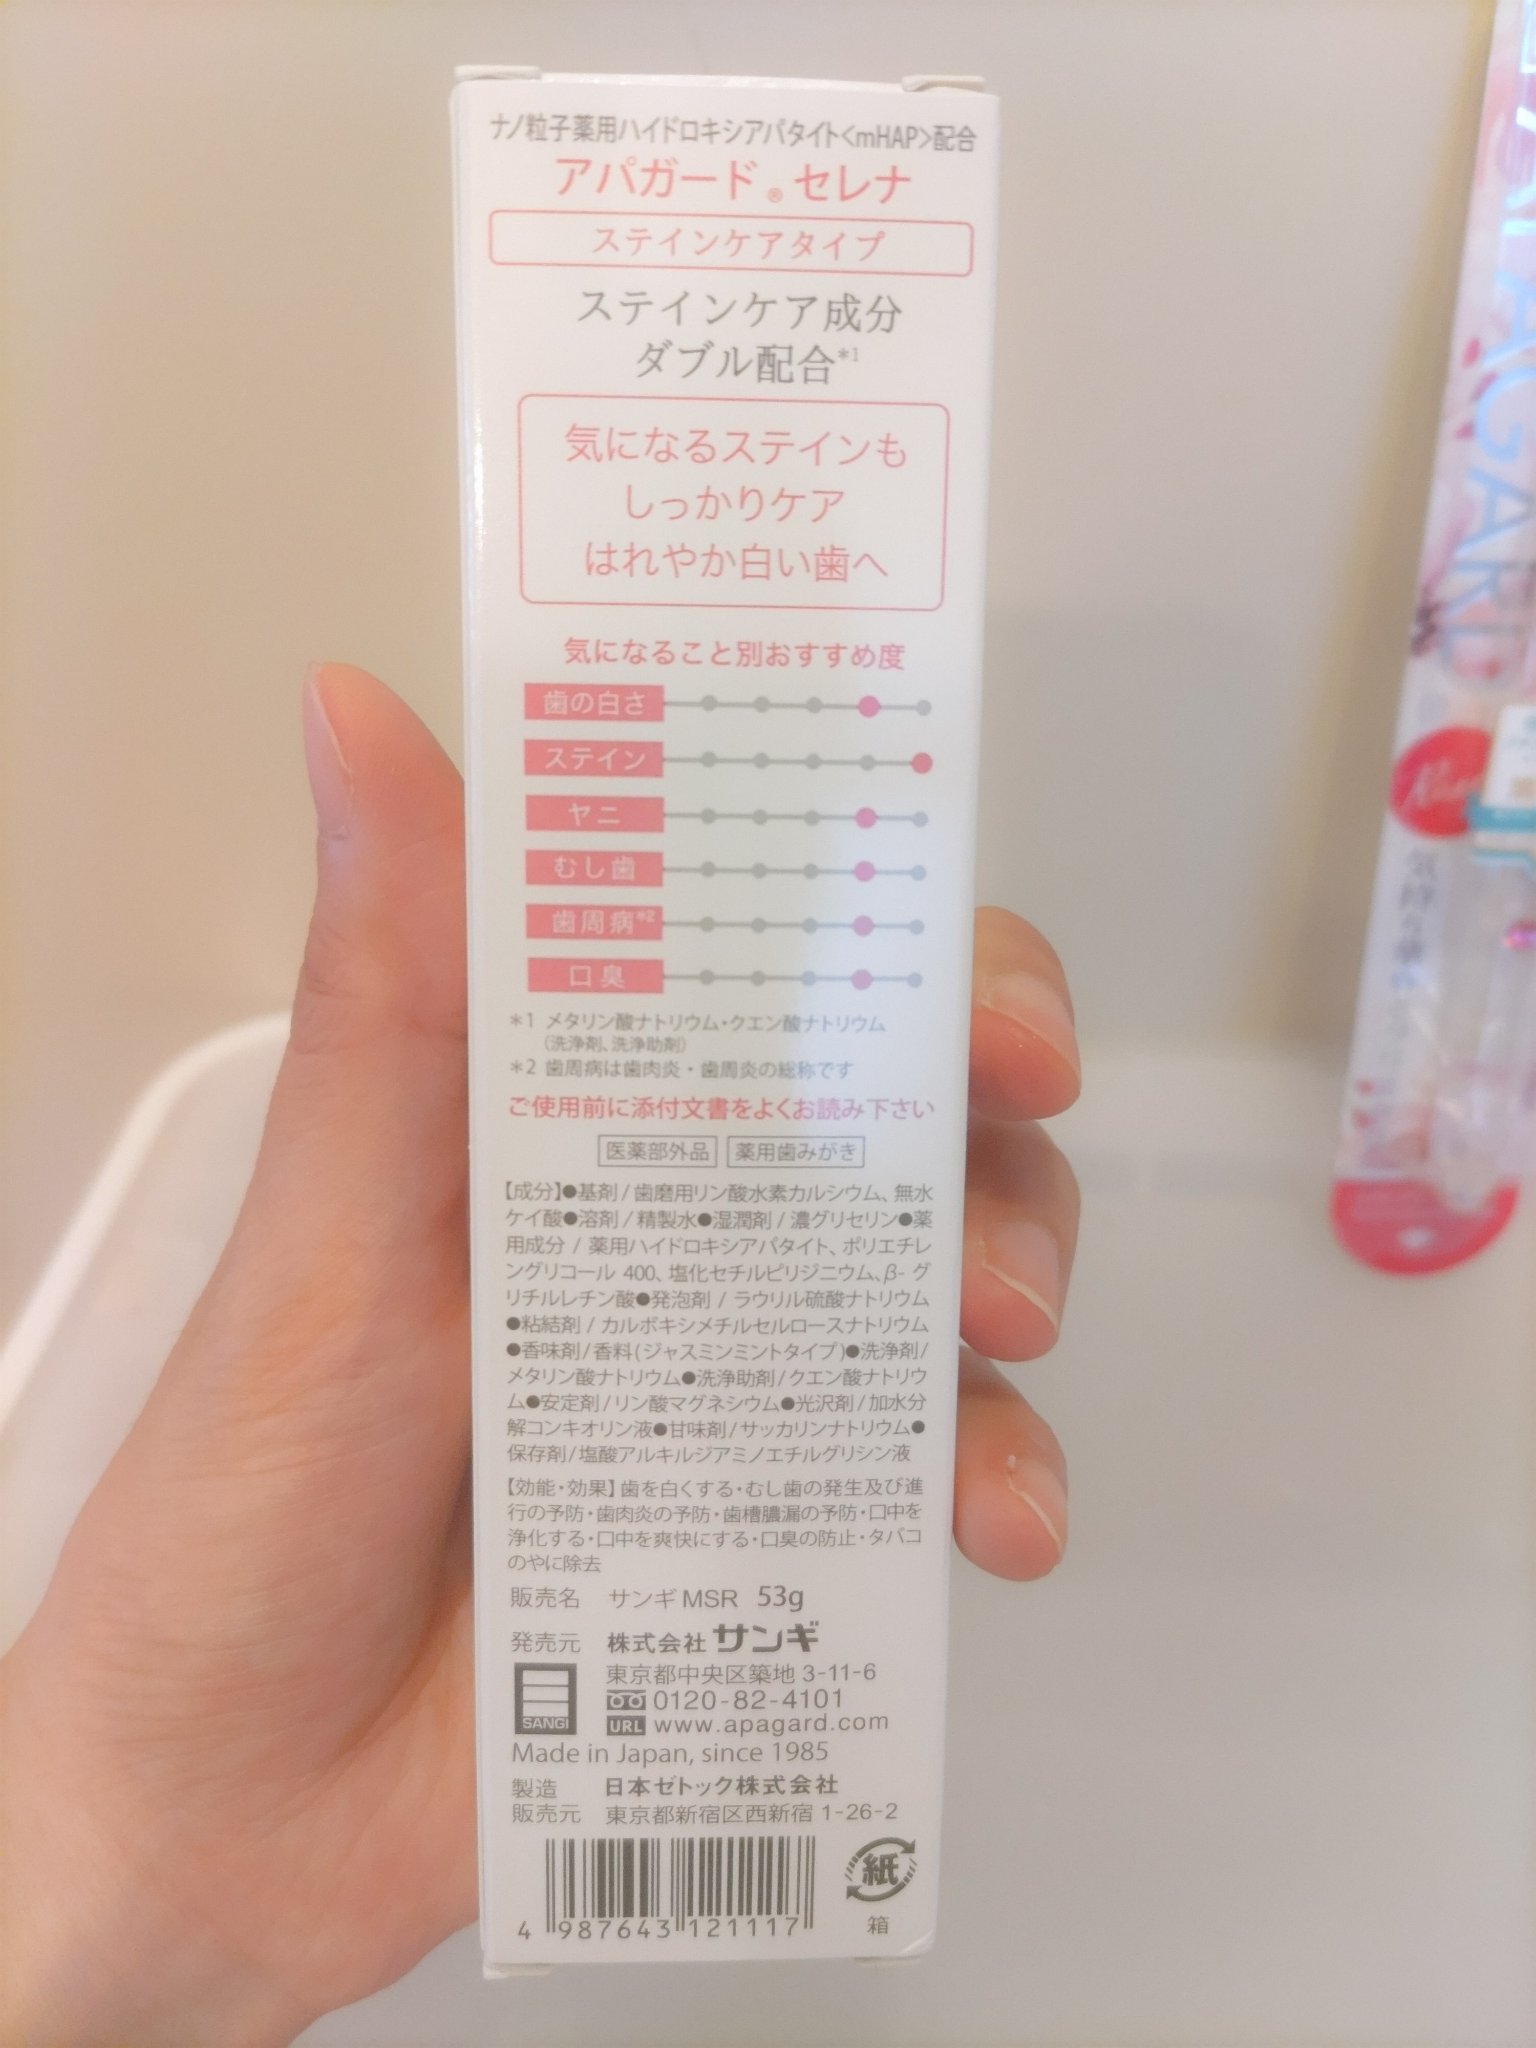 ナノ粒子薬用ハイドロキシアパタイト<mHAP>配合
アパガード®セレナ
ステインケアタイプ
ステインケア成分
ダブル配合*1
気になるステインも
しっかりケア
はれやか白い歯へ
気になること別おすすめ度
歯の白さ
ステイン
ヤニ
むし歯
歯周病*2
口臭
*1 メタリン酸ナトリウム・クエン酸ナトリウム
(洗浄剤、洗浄助剤)
*2 歯周病は歯肉炎・歯周炎の総称です
ご使用前に添付文書をよくお読み下さい
医薬部外品 薬用歯みがき
【成分】●基剤/歯磨用リン酸水素カルシウム、無水
ケイ酸●溶剤/精製水●湿潤剤/濃グリセリン●薬
用成分/薬用ハイドロキシアパタイト、ポリエチレ
ングリコール 400、塩化セチルピリジニウム、β-グ
リチルレチン酸●発泡剤/ラウリル硫酸ナトリウム
●粘結剤/カルボキシメチルセルロースナトリウム
●香味剤/香料(ジャスミンミントタイプ)●洗浄剤/
メタリン酸ナトリウム●洗浄助剤/クエン酸ナトリウ
ム●安定剤/リン酸マグネシウム●光沢剤/加水分
解コンキオリン液●甘味剤/サッカリンナトリウム●
保存剤/塩酸アルキルジアミノエチルグリシン液
【効能・効果】歯を白くする・むし歯の発生及び進
行の予防・歯肉炎の予防・歯槽膿漏の予防・口中を
浄化する・口中を爽快にする・口臭の防止・タバコ
のやに除去
販売名 サンギMSR 53g
発売元 株式会社サンギ
東京都中央区築地 3-11-6
0120-82-4101
SANGI
URL www.apagard.com
Made in Japan, since 1985
製造 日本ゼトック株式会社
販売元 東京都新宿区西新宿 1-26-2
4 987643 121117
紙
箱
APAGARD